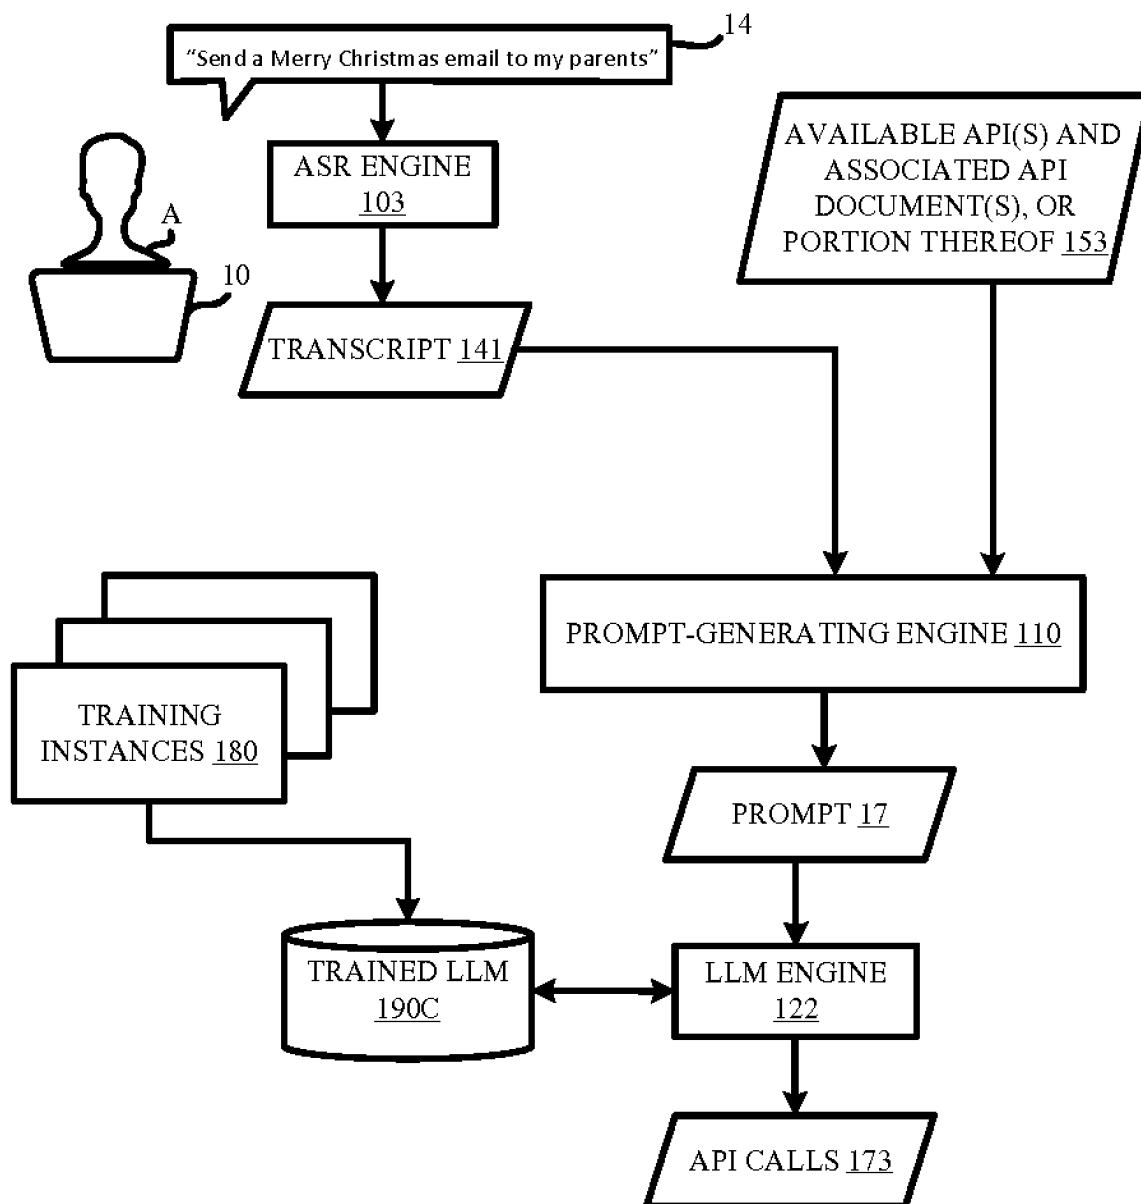 14
“Send a Merry Christmas email to my parents”
ASR ENGINE
103
AVAILABLE API(S) AND
ASSOCIATED API
DOCUMENT(S), OR
PORTION THEREOF 153
A
10
TRANSCRIPT 141
PROMPT-GENERATING ENGINE 110
TRAINING
INSTANCES 180
PROMPT 17
TRAINED LLM
190C
LLM ENGINE
122
API CALLS 173